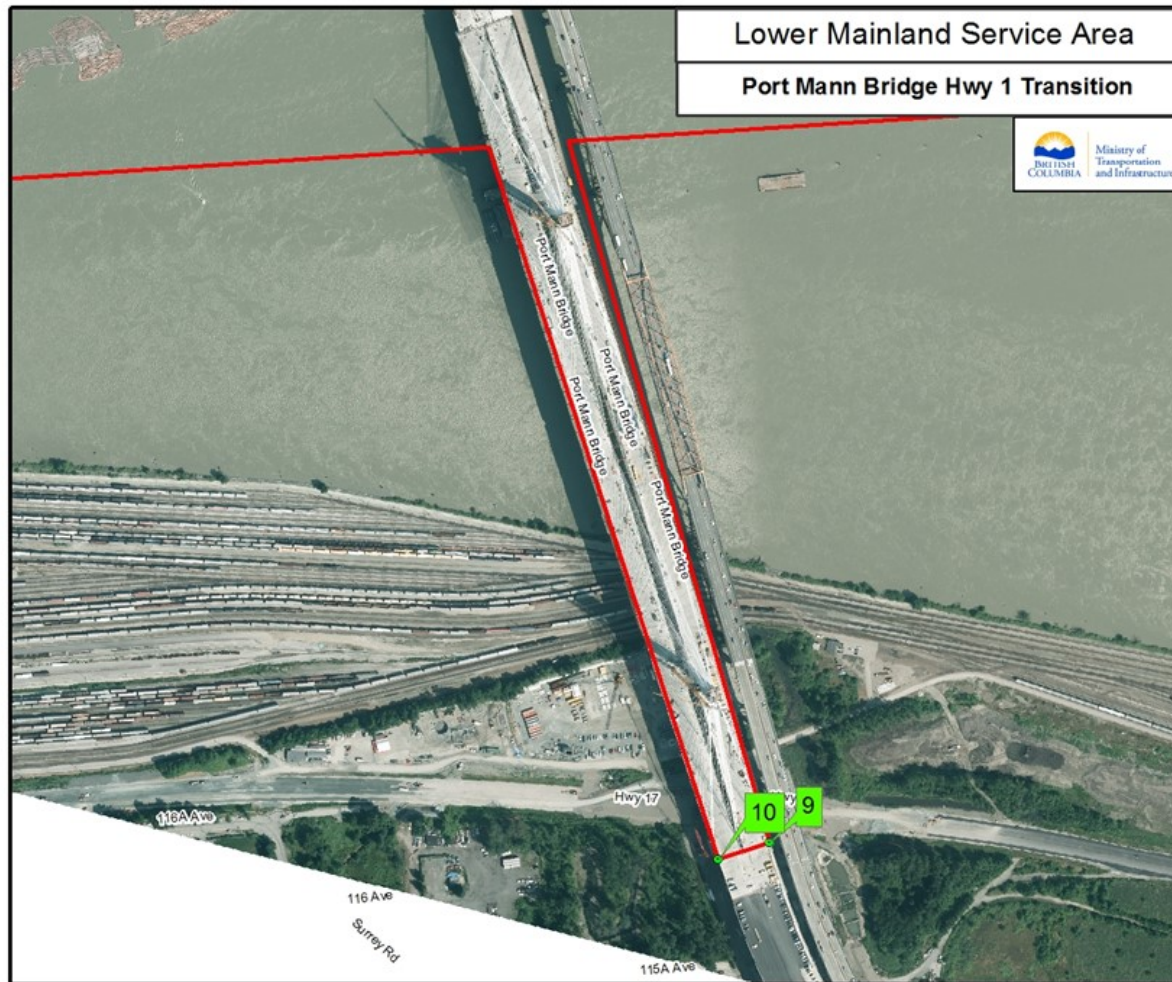 Lower Mainland Service Area
Port Mann Bridge Hwy 1 Transition
BRITISH
COLUMBIA
Ministry of
Transportation
and Infrastructure
Port Mann Bridge
Port Mann Bridge
Port Mann Bridge
Port Mann Bridge
Hwy 17
10
9
116A Ave
116 Ave
Surrey Rd
115A Ave